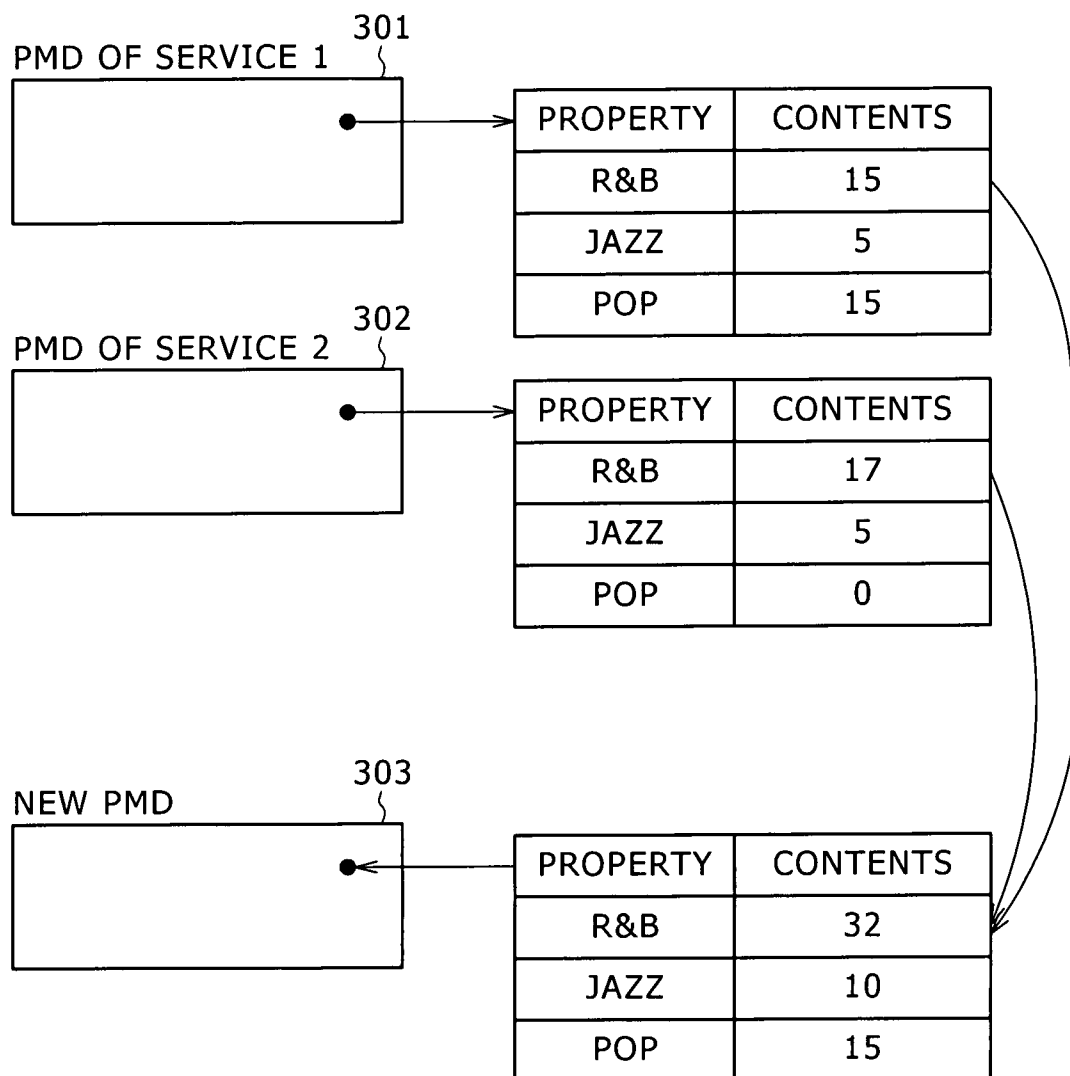 301
PMD OF SERVICE 1
PROPERTY CONTENTS
R&B 15
JAZZ 5
POP 15
302
PMD OF SERVICE 2
PROPERTY CONTENTS
R&B 17
JAZZ 5
POP 0
303
NEW PMD
PROPERTY CONTENTS
R&B 32
JAZZ 10
POP 15